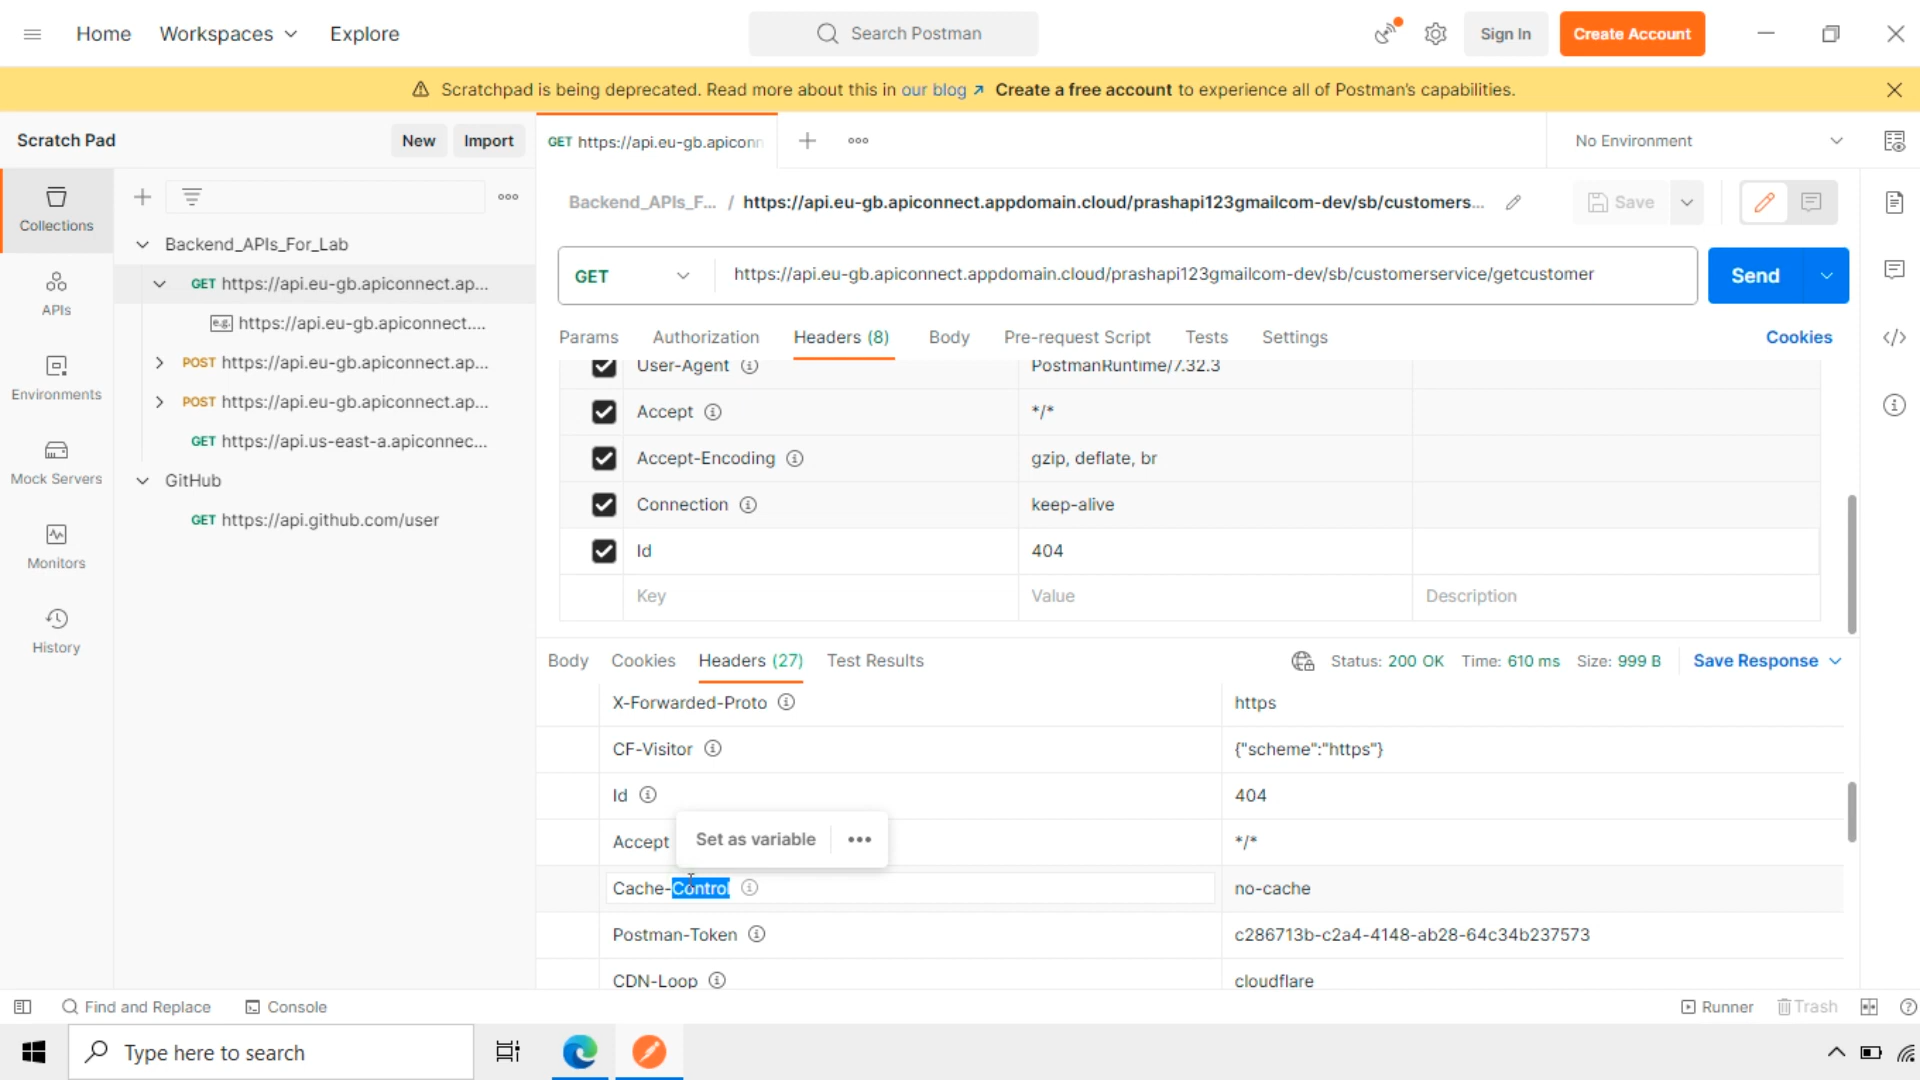 Home Workspaces Explore Search Postman Sign In Create Account
Scratchpad is being deprecated. Read more about this in our blog ↗ Create a free account to experience all of Postman's capabilities.
Scratch Pad New Import GET https://api.eu-gb.apiconn No Environment
Collections
APIs
Environments
Mock Servers
Monitors
History
Backend_APIs_For_Lab
GET https://api.eu-gb.apiconnect.ap...
e.g. https://api.eu-gb.apiconnect....
POST https://api.eu-gb.apiconnect.ap...
POST https://api.eu-gb.apiconnect.ap...
GET https://api.us-east-a.apiconnec...
GitHub
GET https://api.github.com/user
Backend_APIs_F... / https://api.eu-gb.apiconnect.appdomain.cloud/prashapi123gmailcom-dev/sb/customers... Save
GET https://api.eu-gb.apiconnect.appdomain.cloud/prashapi123gmailcom-dev/sb/customerservice/getcustomer Send
Params Authorization Headers (8) Body Pre-request Script Tests Settings Cookies
User-Agent PostmanRuntime/7.32.3
Accept */*
Accept-Encoding gzip, deflate, br
Connection keep-alive
Id 404
Key Value Description
Body Cookies Headers (27) Test Results Status: 200 OK Time: 610 ms Size: 999 B Save Response
X-Forwarded-Proto https
CF-Visitor {"scheme":"https"}
Id 404
Accept */*
Set as variable
Cache-Control no-cache
Postman-Token c286713b-c2a4-4148-ab28-64c34b237573
CDN-Loop cloudflare
Find and Replace Console Runner Trash
Type here to search